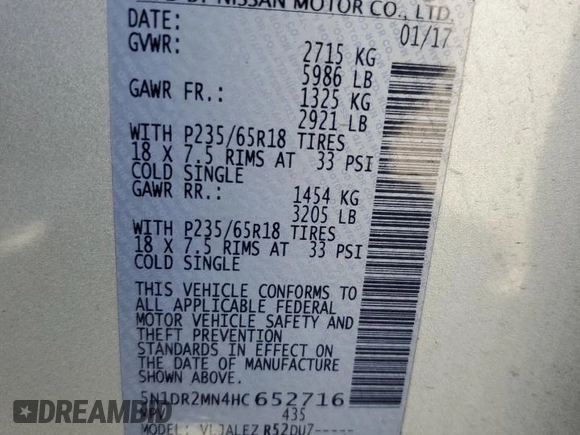 BY NISSAN MOTOR CO., LTD.
DATE: 01/17
GVWR: 2715 KG
5986 LB
GAWR FR.: 1325 KG
2921 LB
WITH P235/65R18 TIRES
18 X 7.5 RIMS AT 33 PSI
COLD SINGLE
GAWR RR.: 1454 KG
3205 LB
WITH P235/65R18 TIRES
18 X 7.5 RIMS AT 33 PSI
COLD SINGLE
THIS VEHICLE CONFORMS TO
ALL APPLICABLE FEDERAL
MOTOR VEHICLE SAFETY AND
THEFT PREVENTION
STANDARDS IN EFFECT ON
THE DATE OF MANUFACTURE
SHOWN ABOVE.
5N1DR2MN4HC652716
MPV 435
MODEL:
EPICVIN